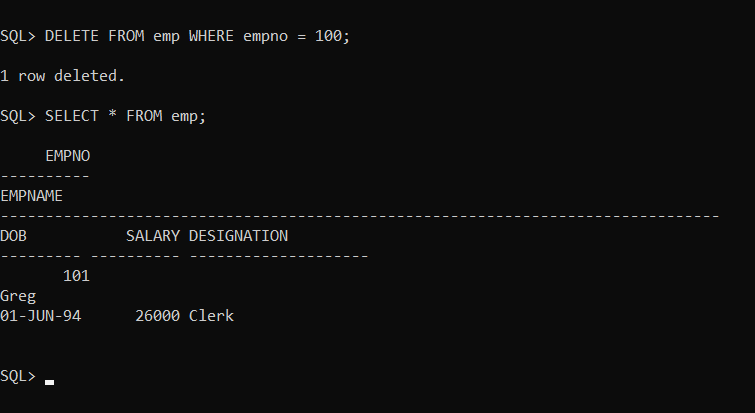 SQL> DELETE FROM emp WHERE empno = 100;
1 row deleted.
SQL> SELECT * FROM emp;
     EMPNO
----------
EMPNAME
--------------------------------------------------------------------------------
DOB           SALARY DESIGNATION
--------- ---------- --------------------
       101
Greg
01-JUN-94      26000 Clerk
SQL>